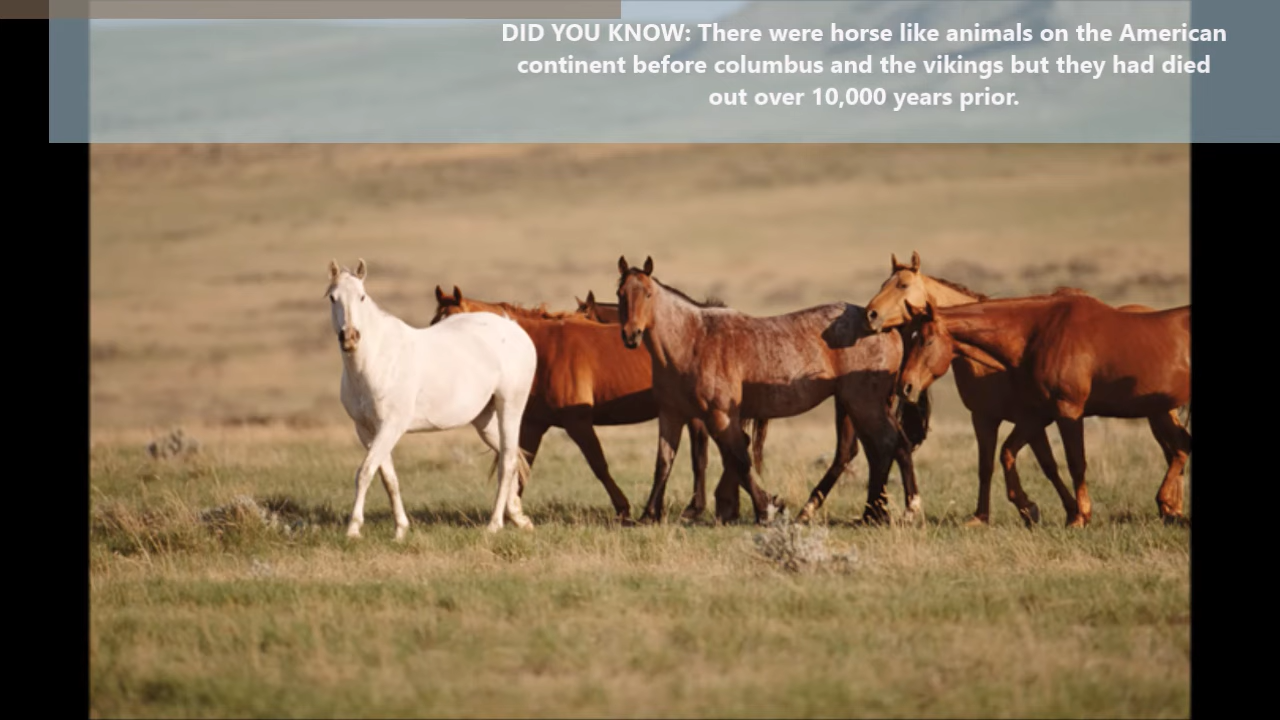 DID YOU KNOW: There were horse like animals on the American
continent before columbus and the vikings but they had died
out over 10,000 years prior.